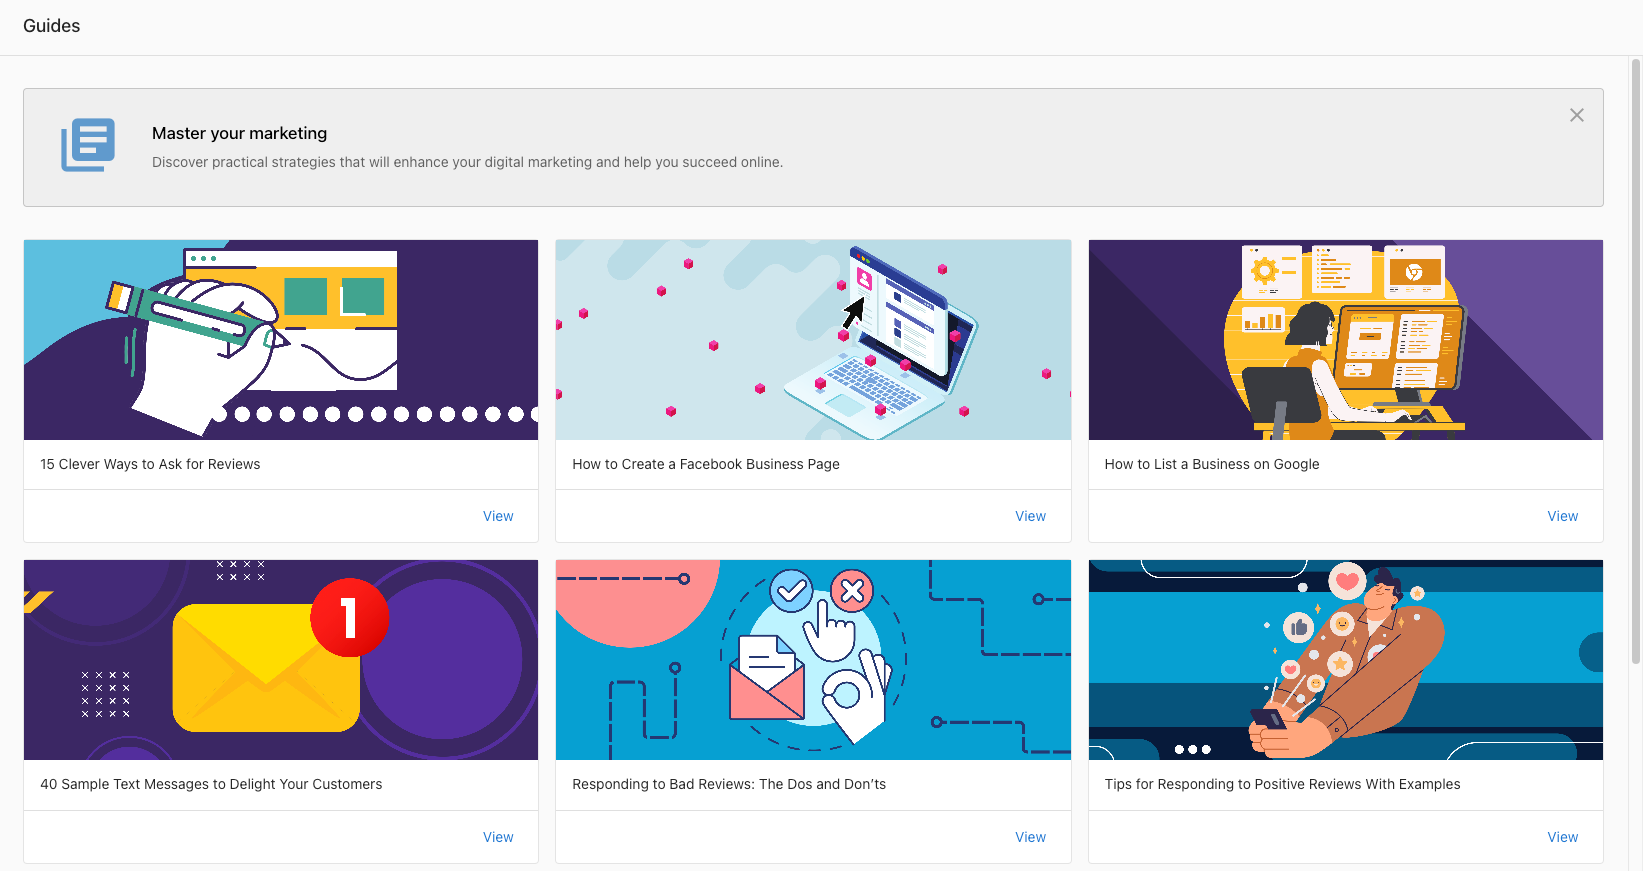 Guides
Master your marketing
Discover practical strategies that will enhance your digital marketing and help you succeed online.
15 Clever Ways to Ask for Reviews
View
How to Create a Facebook Business Page
View
How to List a Business on Google
View
1
40 Sample Text Messages to Delight Your Customers
View
Responding to Bad Reviews: The Dos and Don’ts
View
Tips for Responding to Positive Reviews With Examples
View